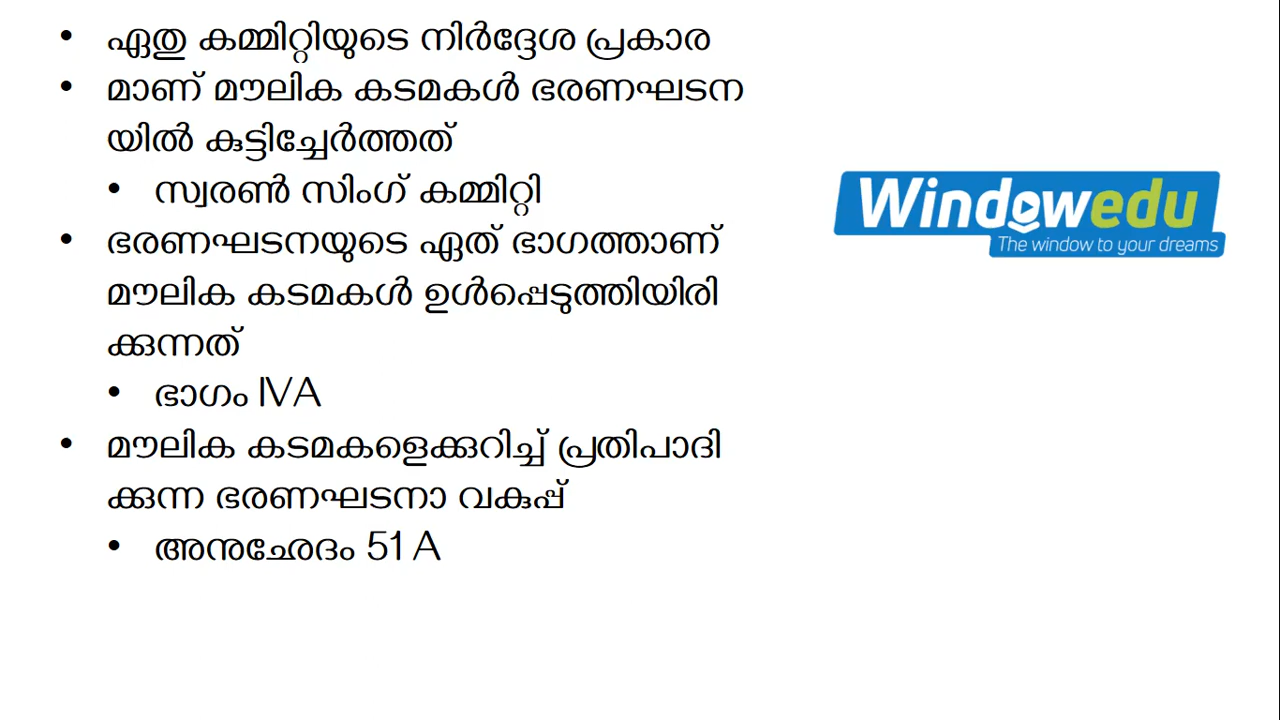 • ഏതു കമ്മിറ്റിയുടെ നിർദ്ദേശ പ്രകാര
• മാണ് മൗലിക കടമകൾ ഭരണഘടന
യിൽ കുട്ടിച്ചേർത്തത്
• സ്വരൺ സിംഗ് കമ്മിറ്റി
• ഭരണഘടനയുടെ ഏത് ഭാഗത്താണ്
മൗലിക കടമകൾ ഉൾപ്പെടുത്തിയിരി
ക്കുന്നത്
• ഭാഗം IVA
• മൗലിക കടമകളെക്കുറിച്ച് പ്രതിപാദി
ക്കുന്ന ഭരണഘടനാ വകുപ്പ്
• അനുഛേദം 51 A
Windowedu
The window to your dreams